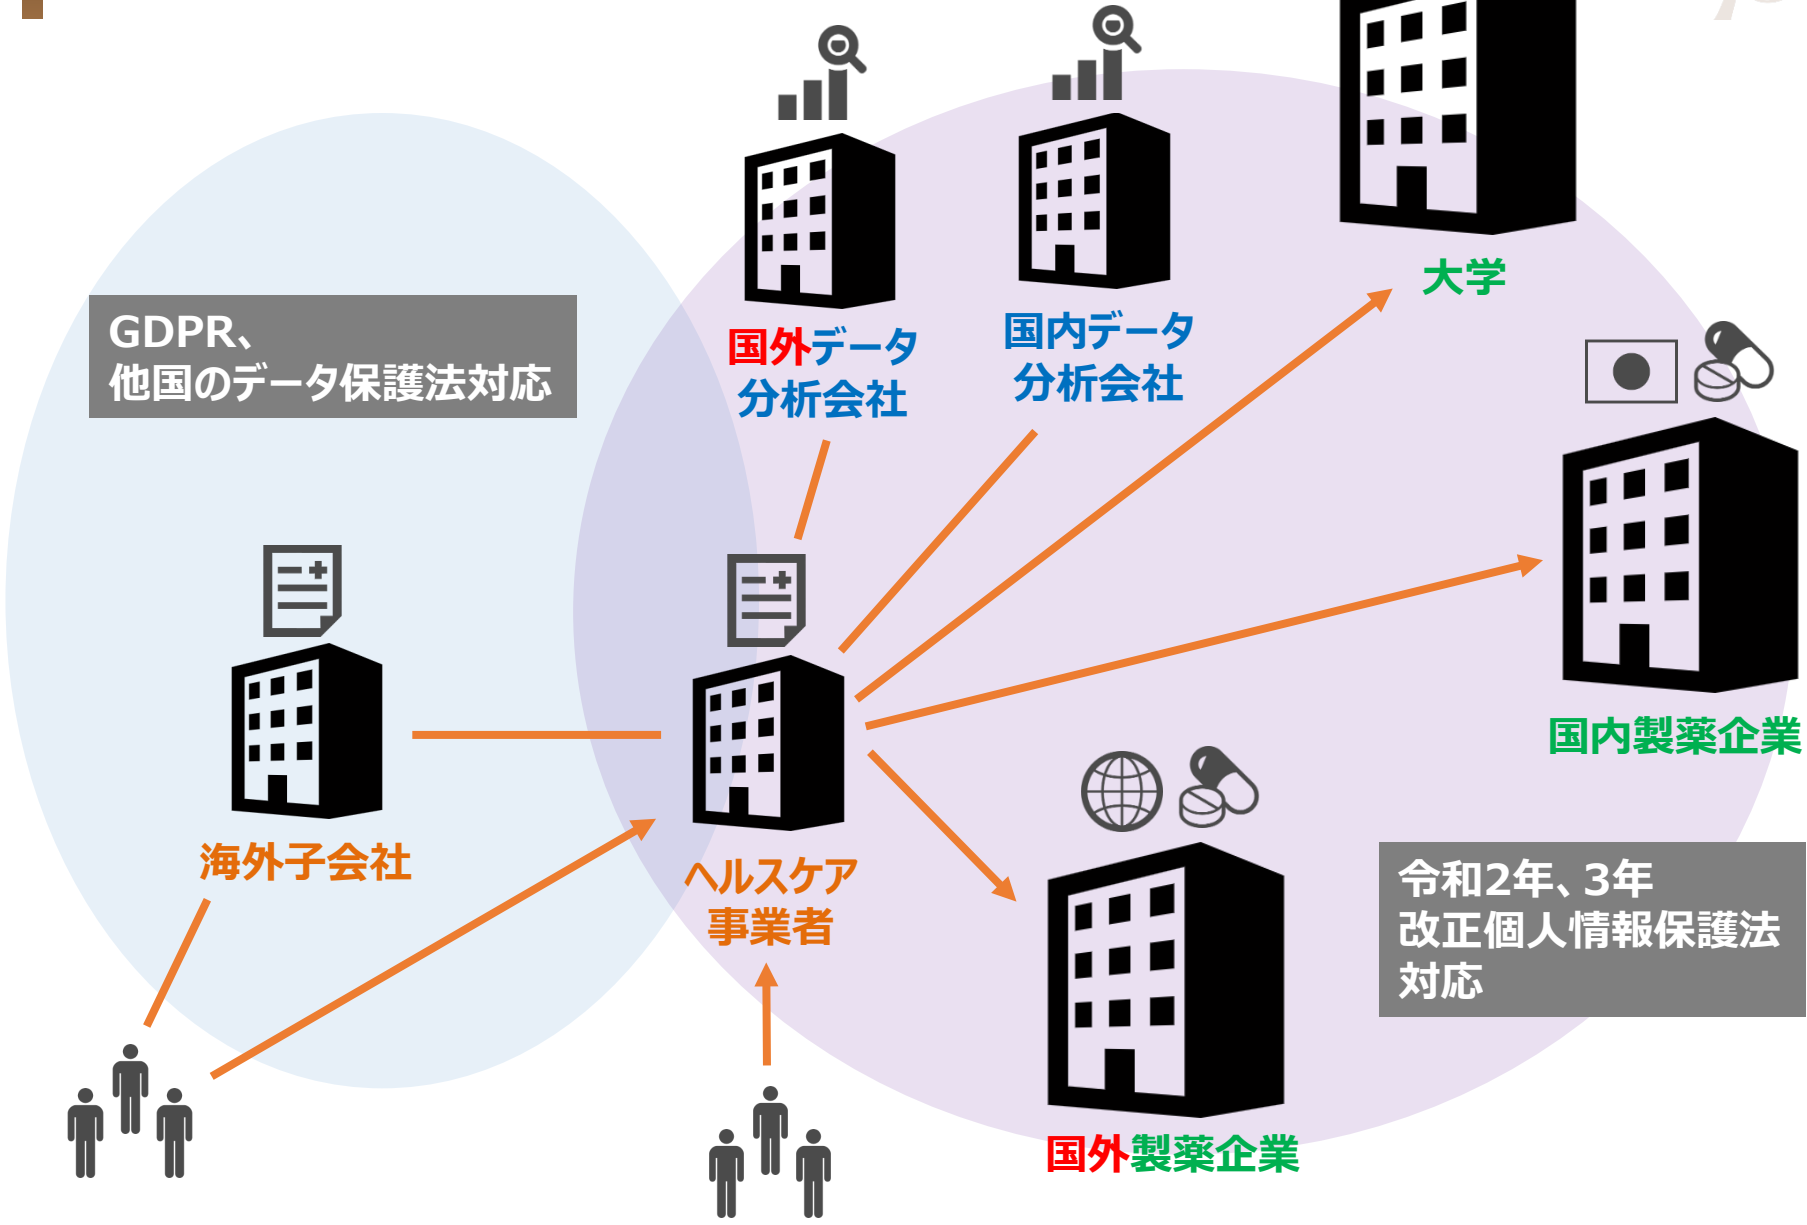 大学
国内データ
分析会社
国外データ
分析会社
GDPR、
他国のデータ保護法対応
国内製薬企業
海外子会社
ヘルスケア
事業者
令和2年、3年
改正個人情報保護法
対応
国外製薬企業